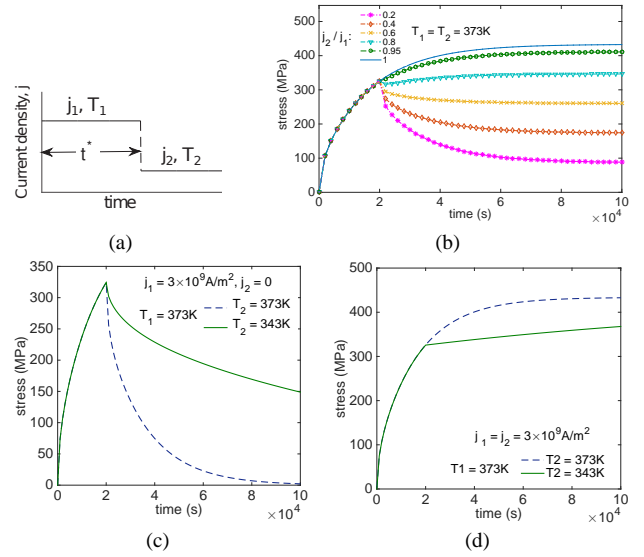 Current density, j
j1, T1
t*
j2, T2
time
(a)
j2 / j1:
0.2
0.4
0.6
0.8
0.95
1
T1 = T2 = 373K
stress (MPa)
500
400
300
200
100
0
0 2 4 6 8 10
time (s)
×10^4
(b)
350
300
250
200
150
100
50
0
stress (MPa)
j1 = 3×10^9A/m^2, j2 = 0
T1 = 373K
T2 = 373K
T2 = 343K
0 2 4 6 8 10
time (s)
×10^4
(c)
500
400
300
200
100
0
stress (MPa)
j1 = j2 = 3×10^9A/m^2
T1 = 373K
T2 = 373K
T2 = 343K
0 2 4 6 8 10
time (s)
×10^4
(d)